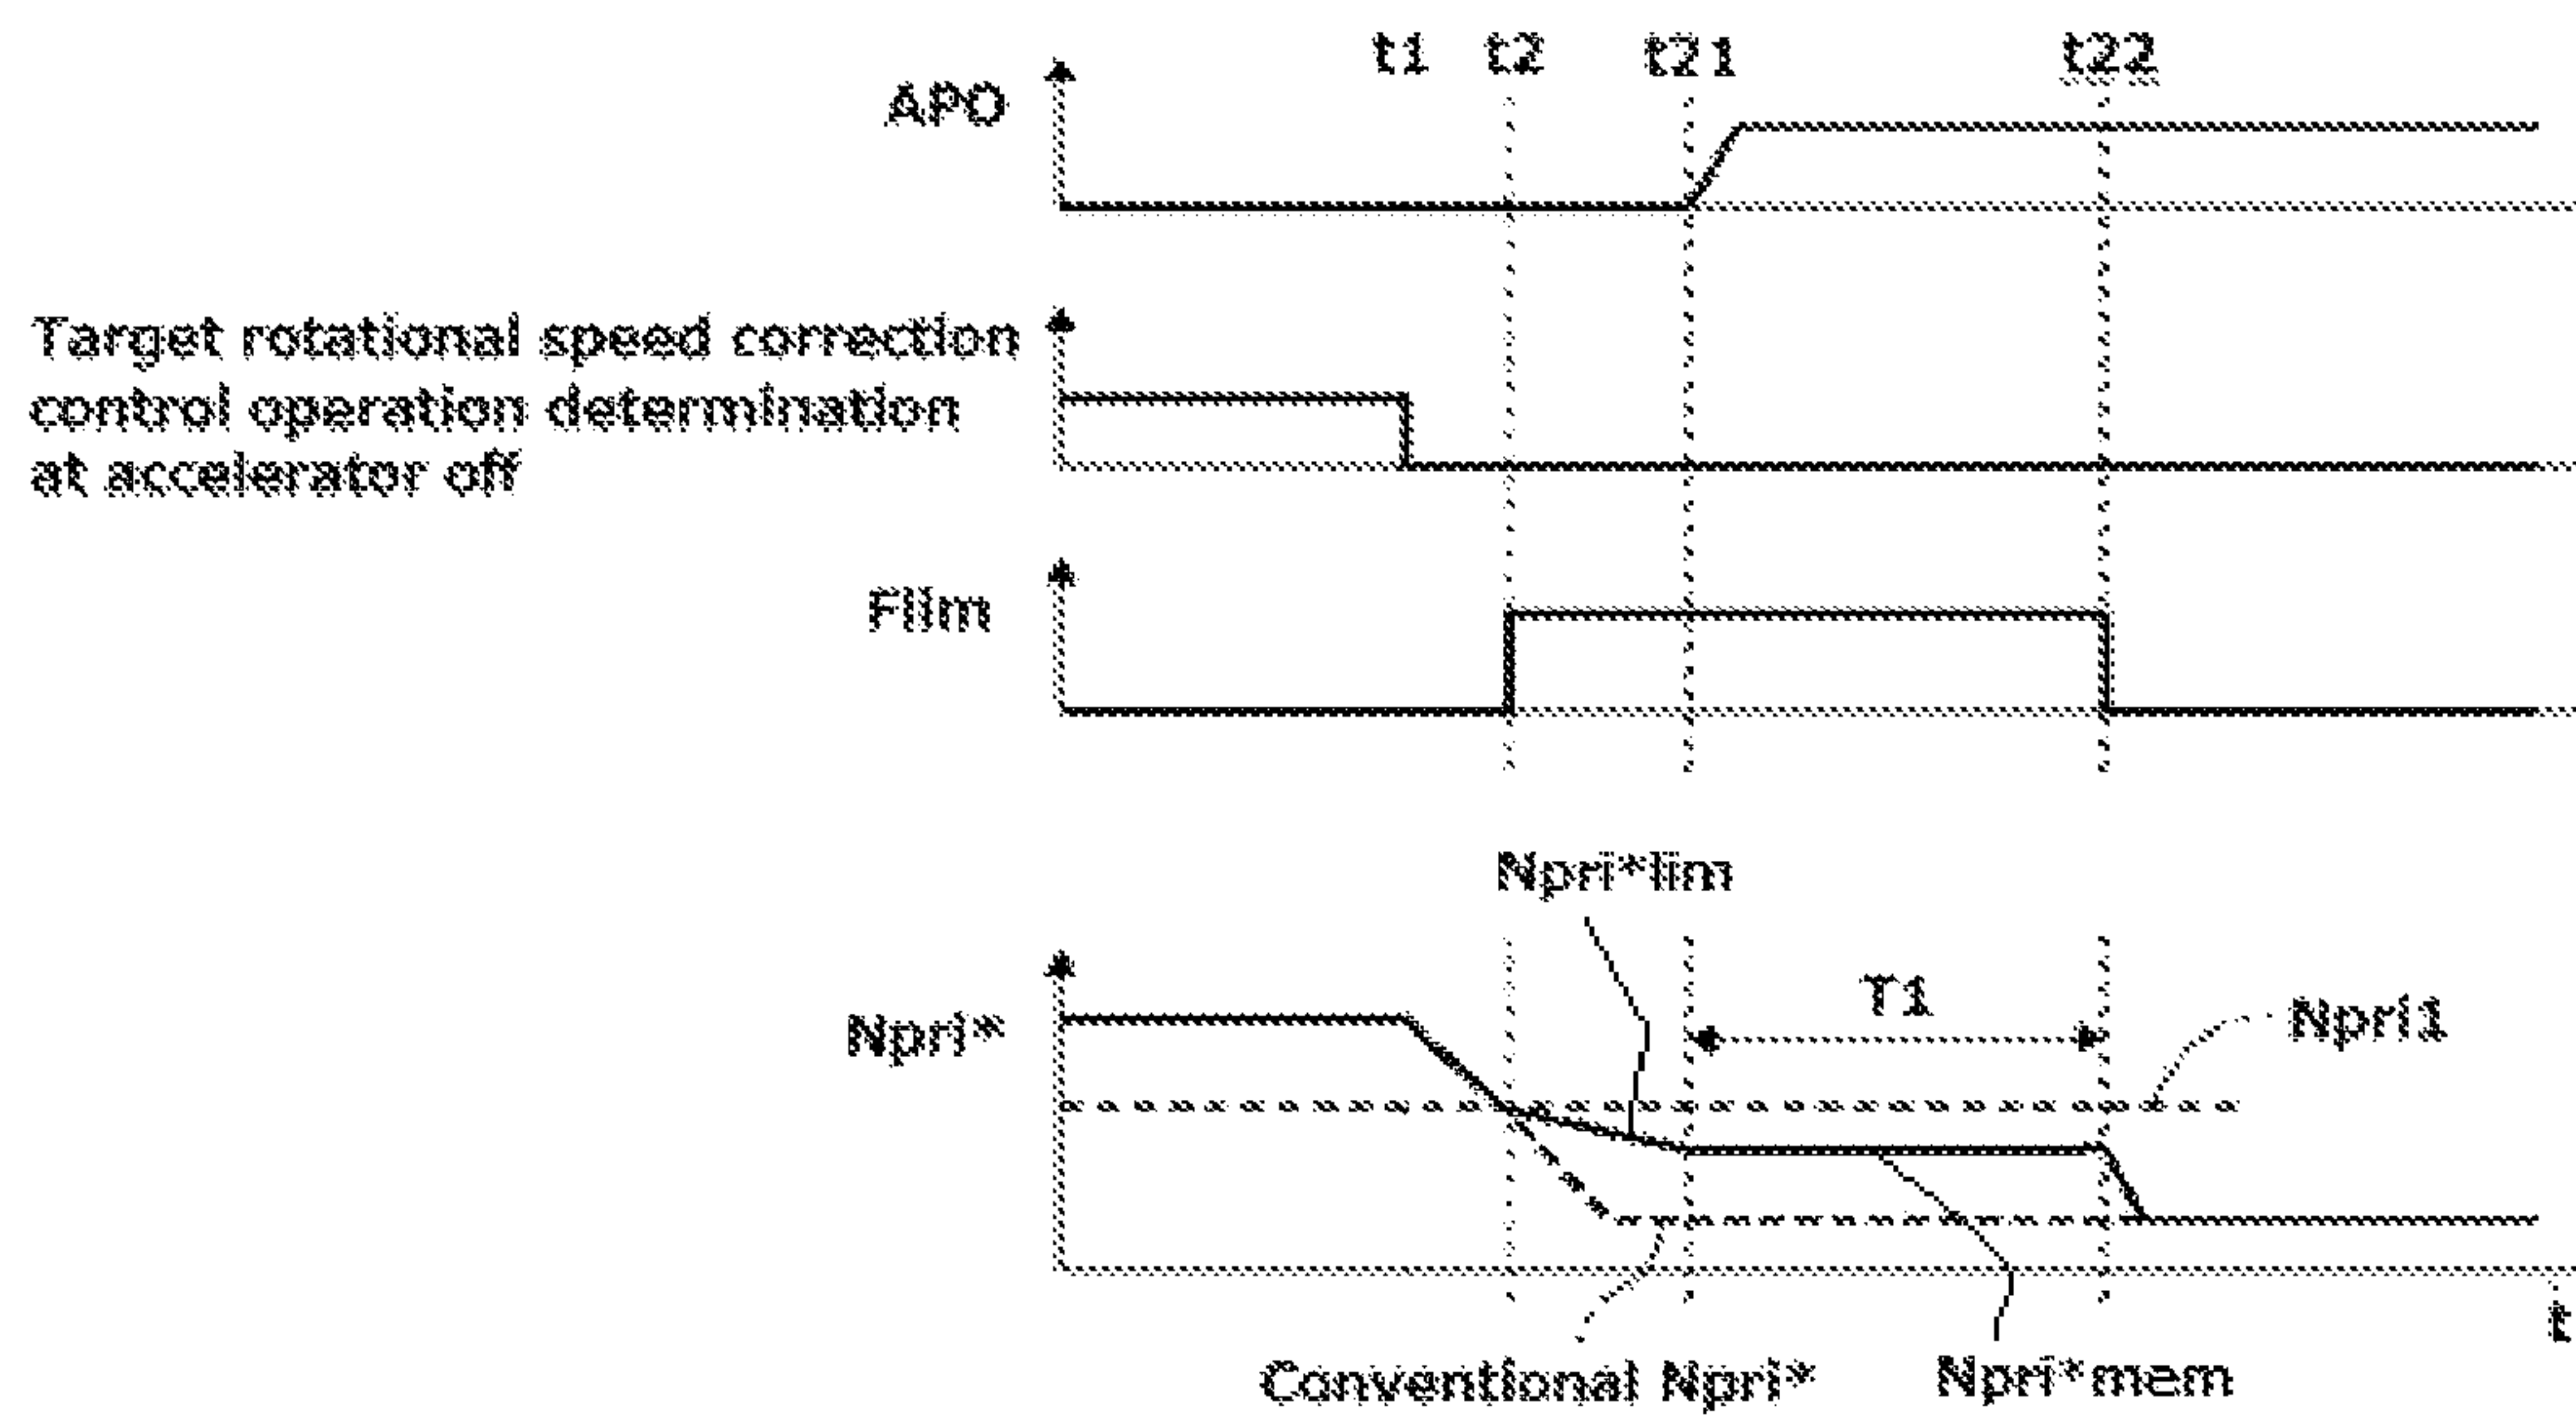 t1 t2 t21 t22
APO
Target rotational speed correction
control operation determination
at accelerator off
Flim
Npri*lim
T1
Npri1
Npri*
t
Conventional Npri*
Npri*mem